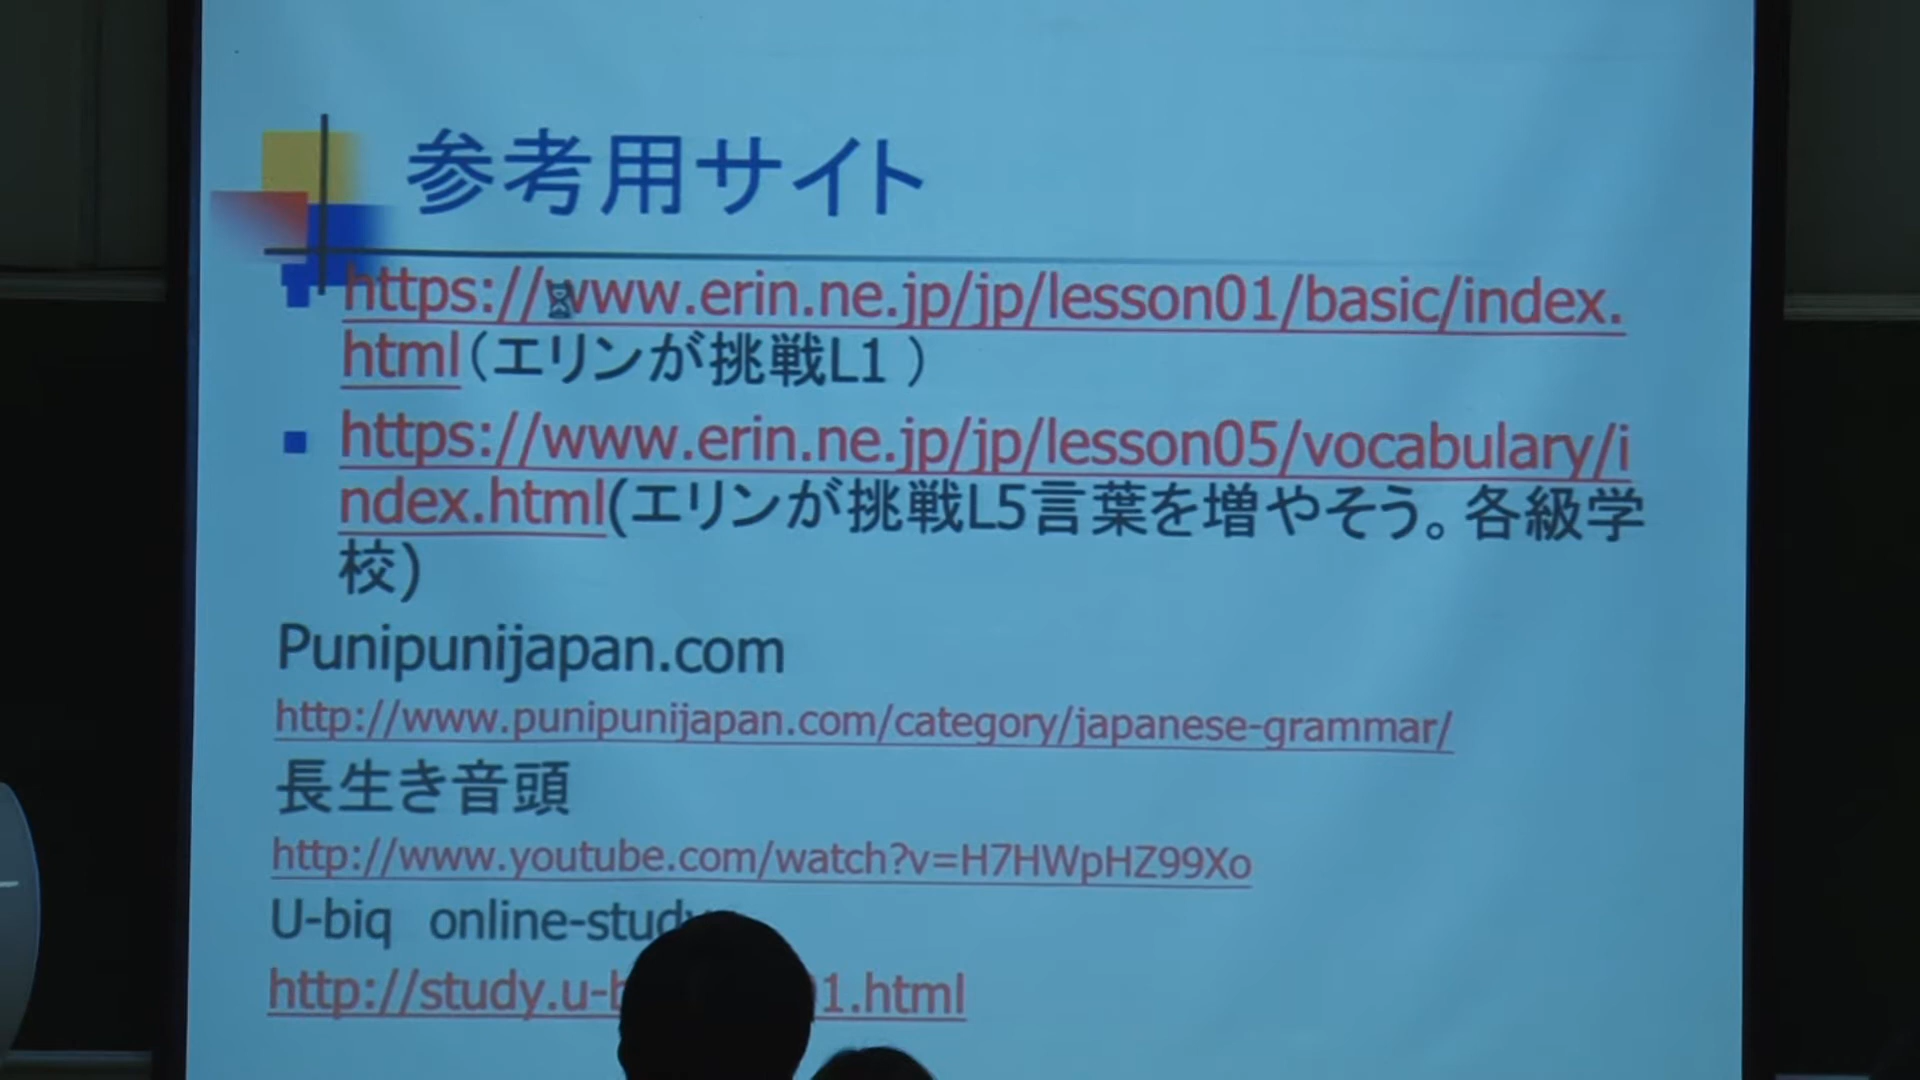 参考用サイト
https://www.erin.ne.jp/jp/lesson01/basic/index.
html（エリンが挑戦L1 ）
https://www.erin.ne.jp/jp/lesson05/vocabulary/i
ndex.html(エリンが挑戦L5言葉を増やそう。各級学
校)
Punipunijapan.com
http://www.punipunijapan.com/category/japanese-grammar/
長生き音頭
http://www.youtube.com/watch?v=H7HWpHZ99Xo
U-biq online-study
http://study.u-b 1.html